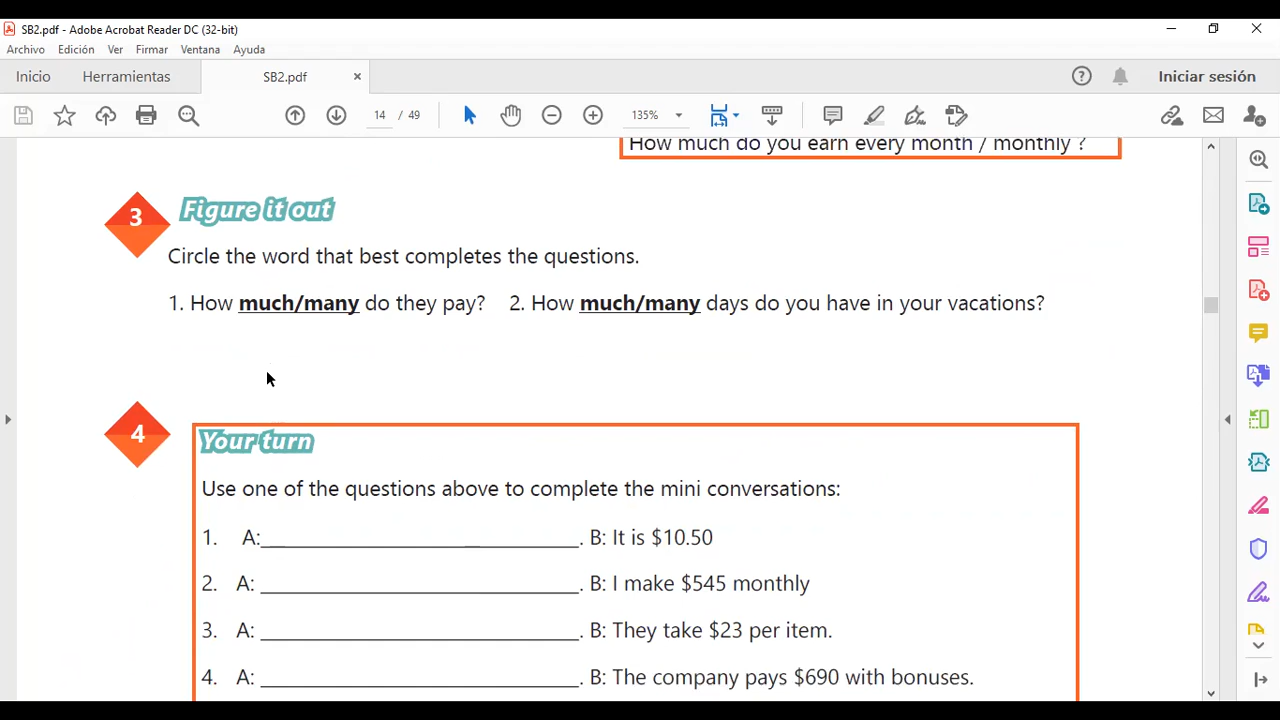 SB2.pdf - Adobe Acrobat Reader DC (32-bit)
Archivo Edición Ver Firmar Ventana Ayuda
Inicio Herramientas SB2.pdf × Iniciar sesión
14 / 49 135%
How much do you earn every month / monthly ?
3 Figure it out
Circle the word that best completes the questions.
1. How much/many do they pay? 2. How much/many days do you have in your vacations?
4 Your turn
Use one of the questions above to complete the mini conversations:
1. A:______________________________. B: It is $10.50
2. A: ______________________________. B: I make $545 monthly
3. A: ______________________________. B: They take $23 per item.
4. A: ______________________________. B: The company pays $690 with bonuses.